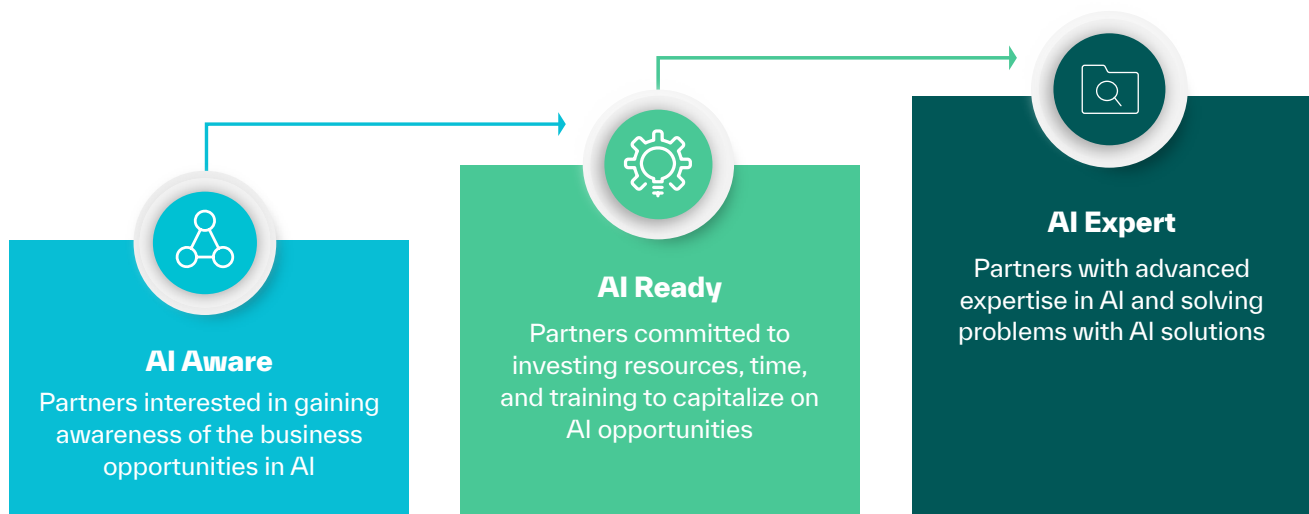 AI Aware
Partners interested in gaining
awareness of the business
opportunities in AI
AI Ready
Partners committed to
investing resources, time,
and training to capitalize on
AI opportunities
AI Expert
Partners with advanced
expertise in AI and solving
problems with AI solutions